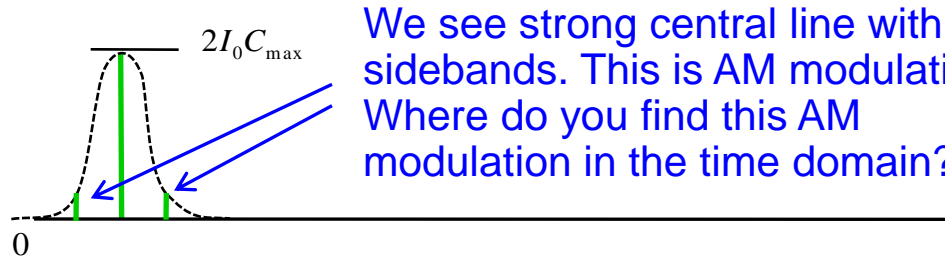 2I₀C_max
We see strong central line with
sidebands. This is AM modulati
Where do you find this AM
modulation in the time domain?
0